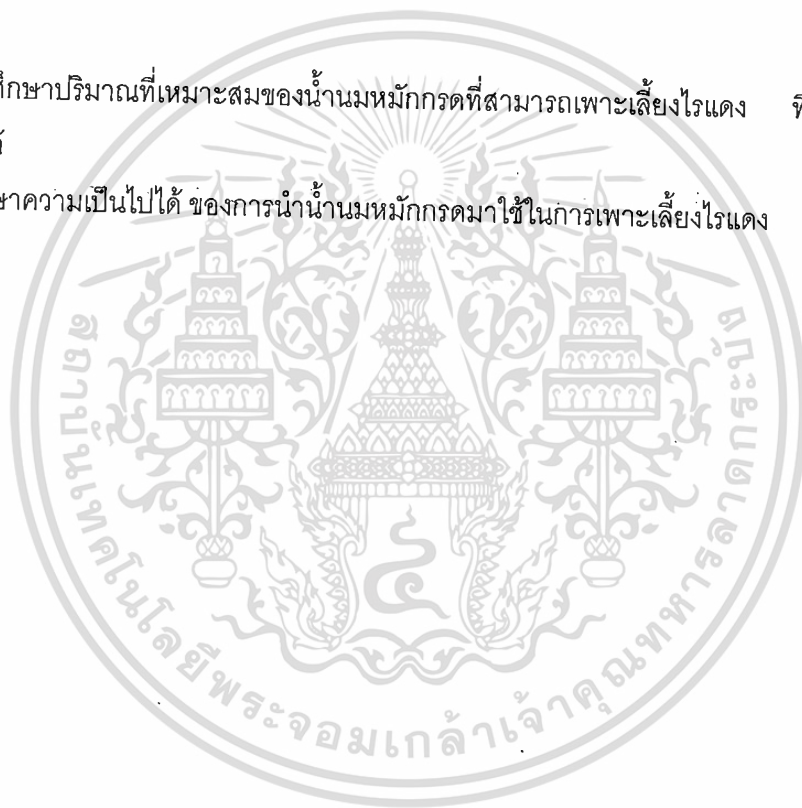 ศึกษาปริมาณที่เหมาะสมของน้ำนมหมักกรดที่สามารถเพาะเลี้ยงไรแดง
ษาความเป็นไปได้ ของการนำน้ำนมหมักกรดมาใช้ในการเพาะเลี้ยงไรแดง
สถาบันเทคโนโลยีพระจอมเกล้าเจ้าคุณทหารลาดกระบัง